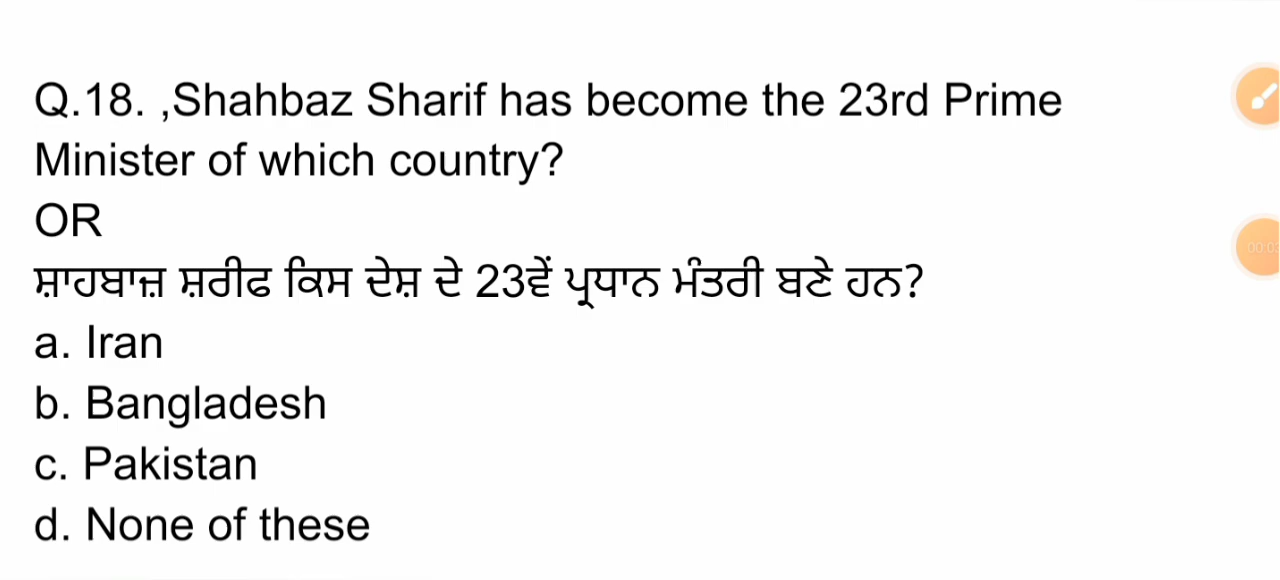 Q.18. ,Shahbaz Sharif has become the 23rd Prime
Minister of which country?
OR
ਸ਼ਾਹਬਾਜ਼ ਸ਼ਰੀਫ ਕਿਸ ਦੇਸ਼ ਦੇ 23ਵੇਂ ਪ੍ਰਧਾਨ ਮੰਤਰੀ ਬਣੇ ਹਨ?
a. Iran
b. Bangladesh
c. Pakistan
d. None of these